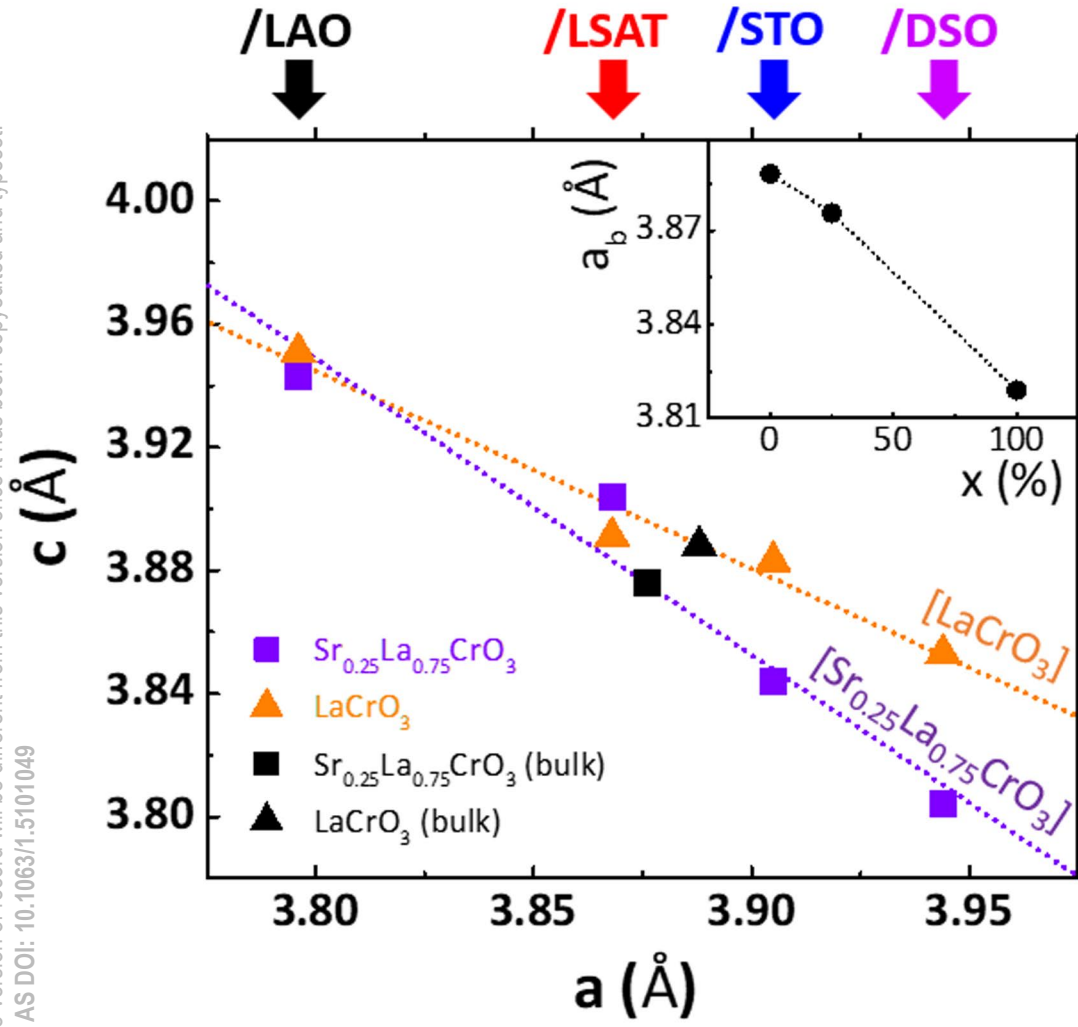 /LAO /LSAT /STO /DSO
4.00
3.96
3.92
3.88
3.84
3.80
c (Å)
a_b (Å)
3.87
3.84
3.81
0 50 100
x (%)
[LaCrO₃]
[Sr₀.₂₅La₀.₇₅CrO₃]
Sr₀.₂₅La₀.₇₅CrO₃
LaCrO₃
Sr₀.₂₅La₀.₇₅CrO₃ (bulk)
LaCrO₃ (bulk)
3.80 3.85 3.90 3.95
a (Å)
AS DOI: 10.1063/1.5101049